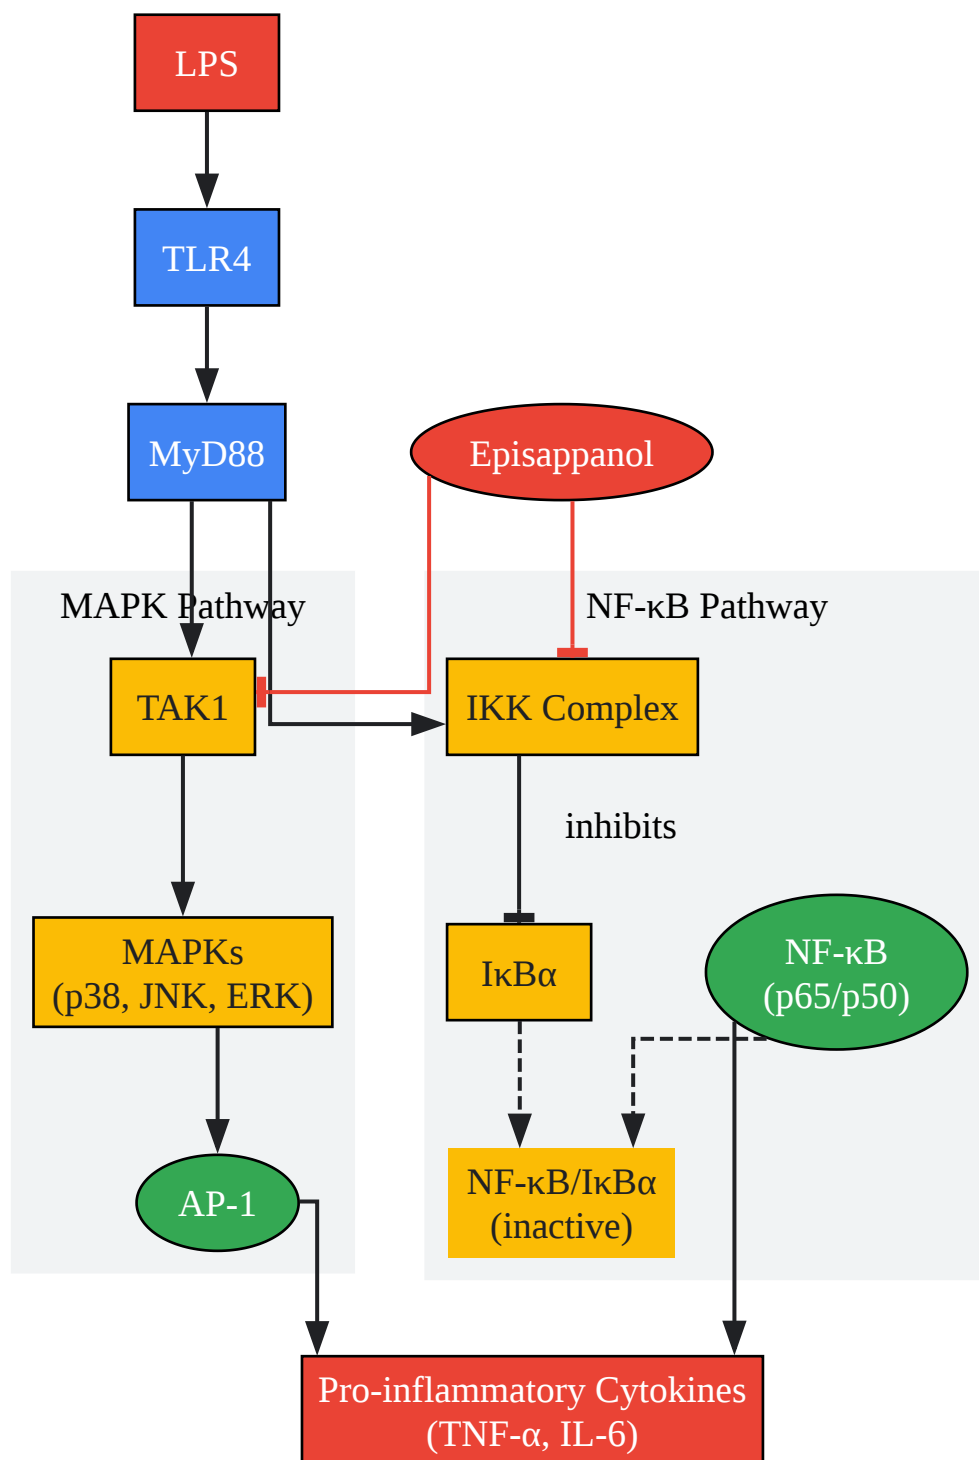 LPS
TLR4
MyD88
Episappanol
MAPK Pathway
NF-κB Pathway
TAK1
IKK Complex
inhibits
MAPKs
(p38, JNK, ERK)
IκBα
NF-κB
(p65/p50)
AP-1
NF-κB/IκBα
(inactive)
Pro-inflammatory Cytokines
(TNF-α, IL-6)